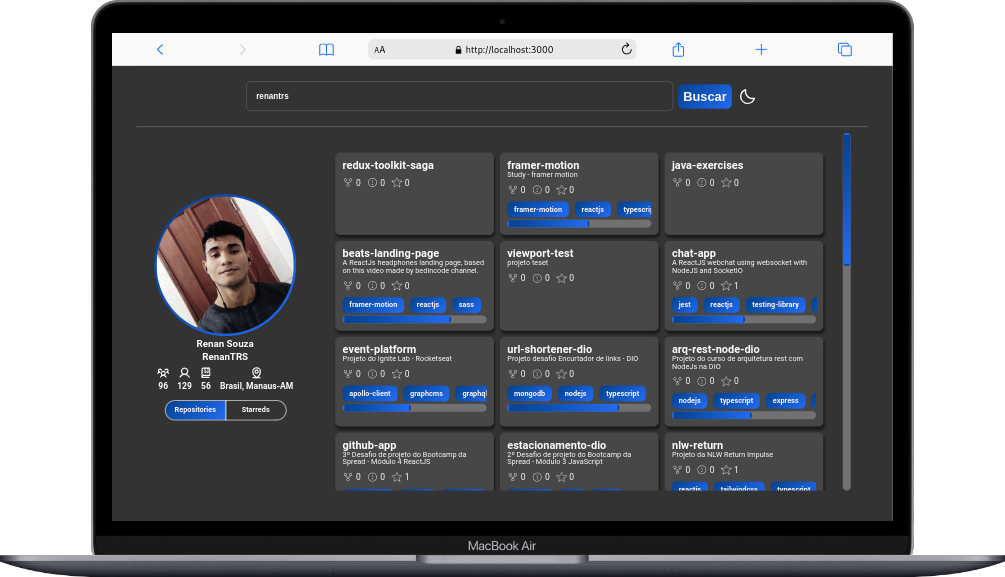 AA
http://localhost:3000
renantrs
Buscar
Renan Souza
RenanTRS
96 129 56 Brasil, Manaus-AM
Repositories Starreds
redux-toolkit-saga
0 0 0
framer-motion
Study - framer motion
0 0 0
framer-motion reactjs typescrip
java-exercises
0 0 0
beats-landing-page
A ReactJs headphones landing page, based
on this video made by bedincode channel.
0 0 0
framer-motion reactjs sass
viewport-test
projeto teset
0 0 0
chat-app
A ReactJS webchat using websocket with
NodeJS and SocketIO
0 0 1
jest reactjs testing-library
event-platform
Projeto do Ignite Lab - Rocketseat
0 0 0
apollo-client graphcms graphql
url-shortener-dio
Projeto desafio Encurtador de links - DIO
0 0 0
mongodb nodejs typescript
arq-rest-node-dio
Projeto do curso de arquitetura rest com
NodeJs na DIO
0 0 0
nodejs typescript express
github-app
3º Desafio de projeto do Bootcamp da
Spread - Módulo 4 ReactJS
0 0 1
estacionamento-dio
2º Desafio de projeto do Bootcamp da
Spread - Módulo 3 JavaScript
0 0 0
nlw-return
Projeto da NLW Return Impulse
0 0 1
reactjs tailwindcss typescript
MacBook Air